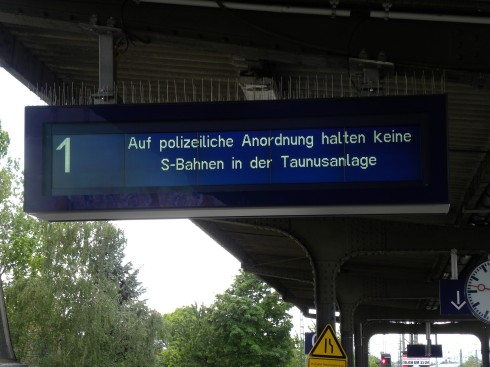 1
Auf polizeiliche Anordnung halten keine
S-Bahnen in der Taunusanlage